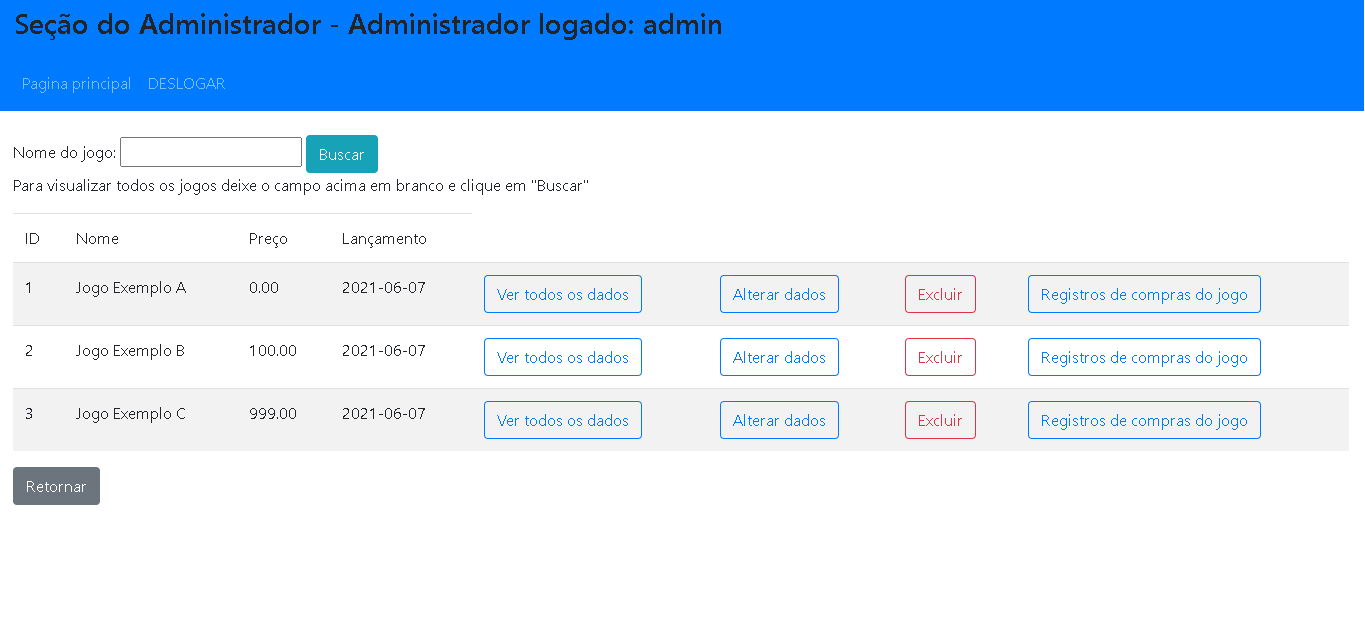 Seção do Administrador - Administrador logado: admin
Pagina principal DESLOGAR
Nome do jogo: Buscar
Para visualizar todos os jogos deixe o campo acima em branco e clique em "Buscar"
ID Nome Preço Lançamento
1 Jogo Exemplo A 0.00 2021-06-07 Ver todos os dados Alterar dados Excluir Registros de compras do jogo
2 Jogo Exemplo B 100.00 2021-06-07 Ver todos os dados Alterar dados Excluir Registros de compras do jogo
3 Jogo Exemplo C 999.00 2021-06-07 Ver todos os dados Alterar dados Excluir Registros de compras do jogo
Retornar